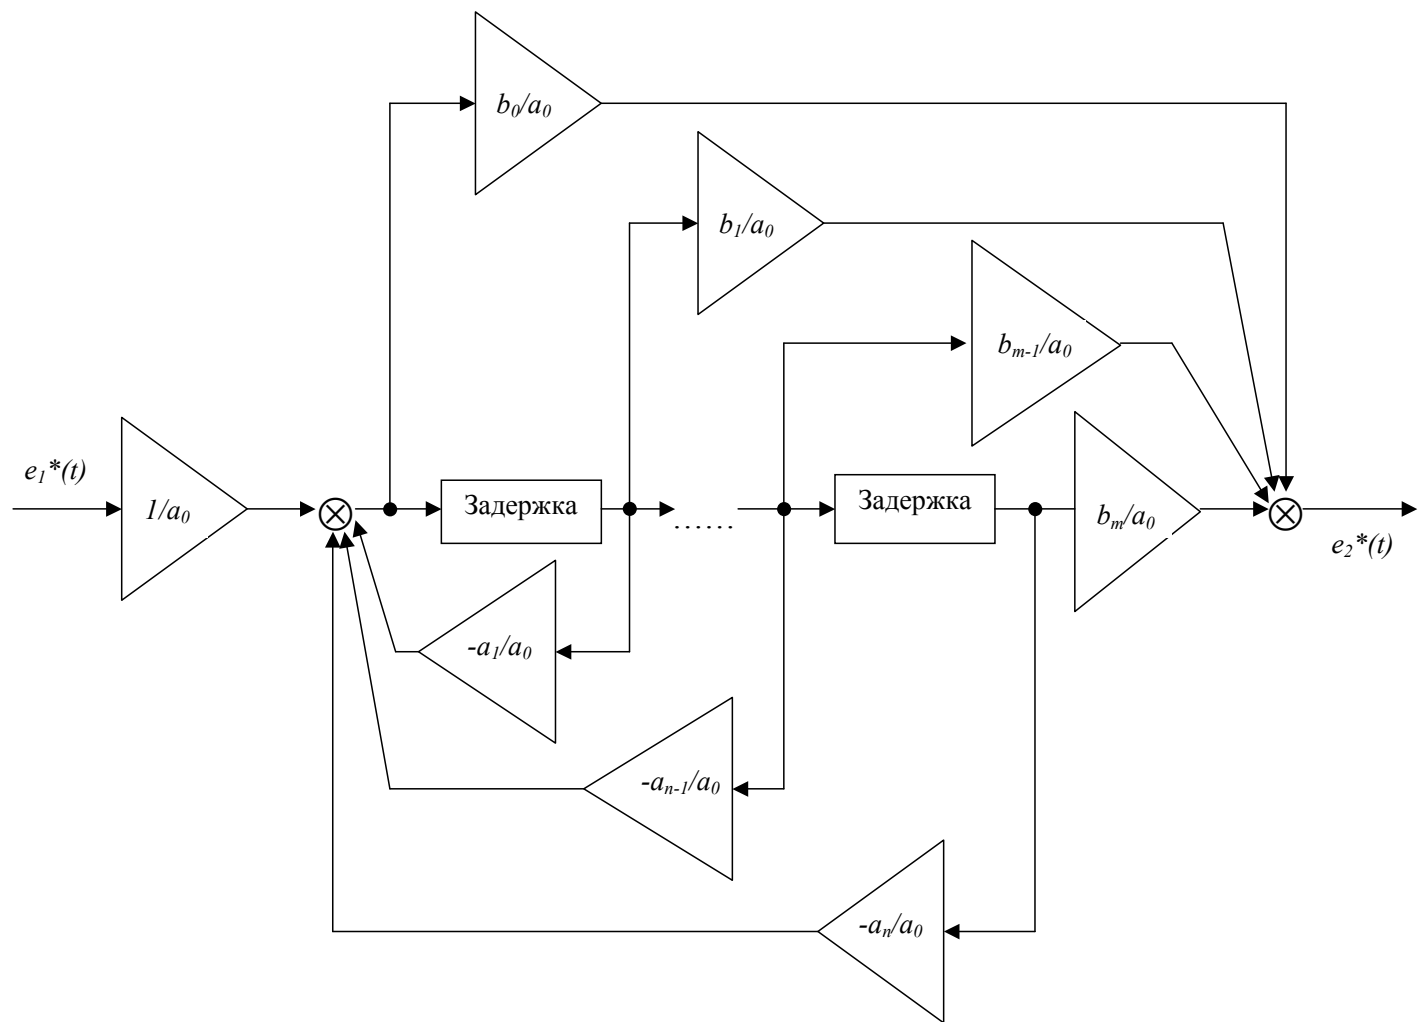 b₀/a₀
b₁/a₀
bₘ₋₁/a₀
e₁*(t)
1/a₀
Задержка
......
Задержка
bₘ/a₀
e₂*(t)
-a₁/a₀
-aₙ₋₁/a₀
-aₙ/a₀